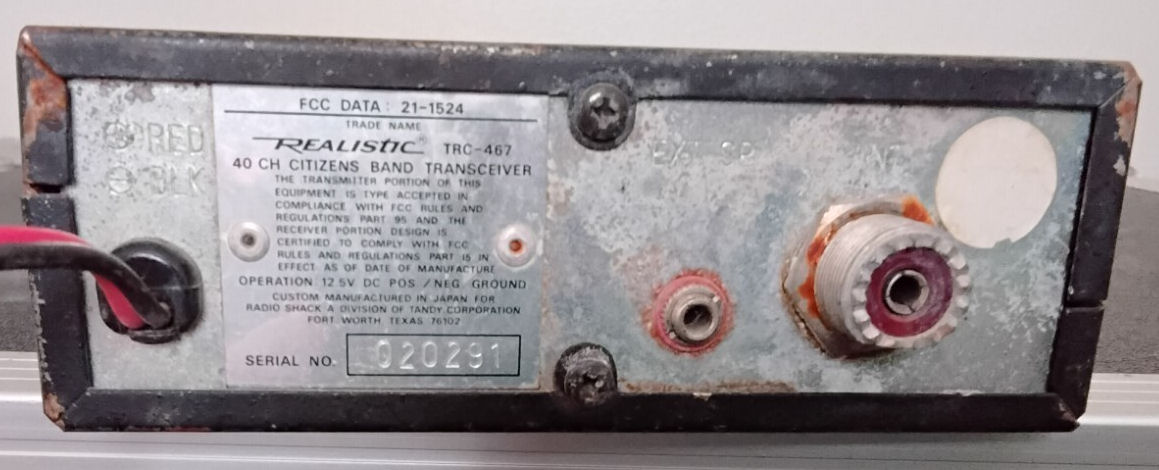 ⊕RED
⊖BLK
FCC DATA: 21-1524
TRADE NAME
REALISTIC® TRC-467
40 CH CITIZENS BAND TRANSCEIVER
THE TRANSMITTER PORTION OF THIS
EQUIPMENT IS TYPE ACCEPTED IN
COMPLIANCE WITH FCC RULES AND
REGULATIONS PART 95 AND THE
RECEIVER PORTION DESIGN IS
CERTIFIED TO COMPLY WITH FCC
RULES AND REGULATIONS PART 15 IN
EFFECT AS OF DATE OF MANUFACTURE
OPERATION: 12.5V DC POS/NEG GROUND
CUSTOM MANUFACTURED IN JAPAN FOR
RADIO SHACK A DIVISION OF TANDY CORPORATION
FORT WORTH TEXAS 76102
SERIAL NO. 020291
EXT SP